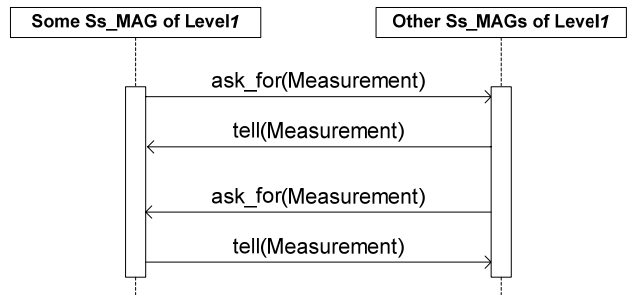 Some Ss_MAG of Level1
Other Ss_MAGs of Level1
ask_for(Measurement)
tell(Measurement)
ask_for(Measurement)
tell(Measurement)